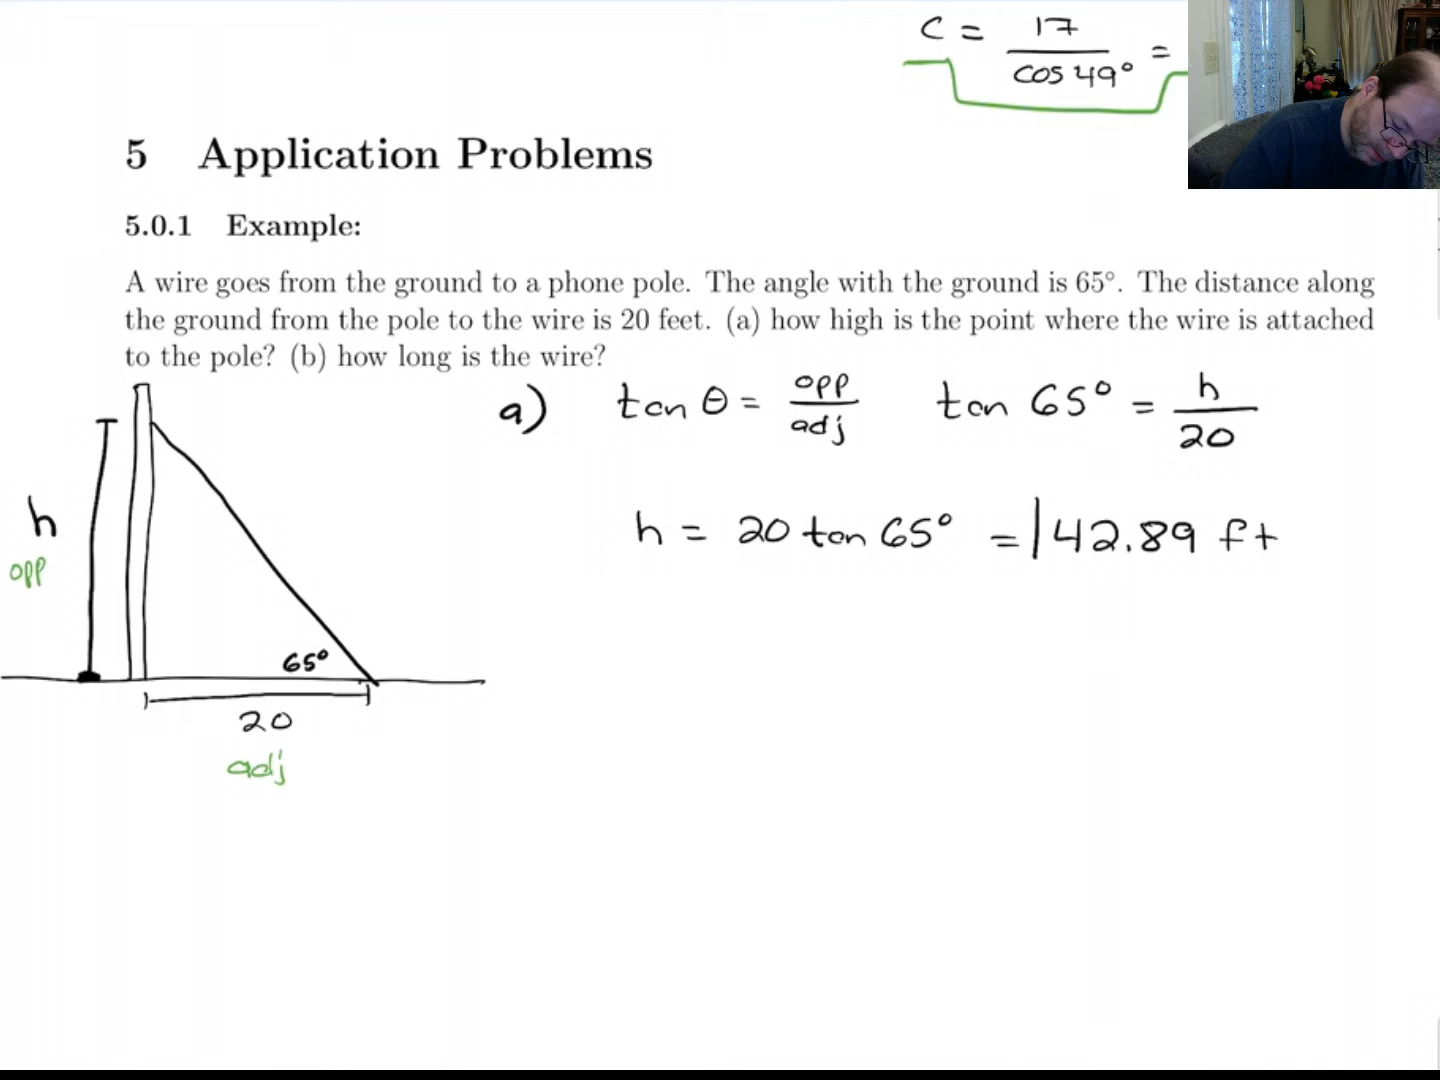 C = 17 / cos 49° =
5 Application Problems
5.0.1 Example:
A wire goes from the ground to a phone pole. The angle with the ground is 65°. The distance along
the ground from the pole to the wire is 20 feet. (a) how high is the point where the wire is attached
to the pole? (b) how long is the wire?
a) tan θ = opp / adj tan 65° = h / 20
h = 20 tan 65° = 42.89 ft
h
opp
65°
20
adj